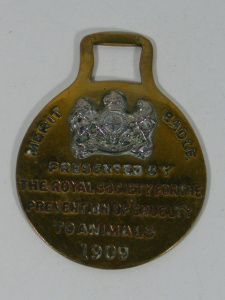 MERIT BADGE
PRESENTED BY
THE ROYAL SOCIETY FOR THE
PREVENTION OF CRUELTY
TO ANIMALS
1909